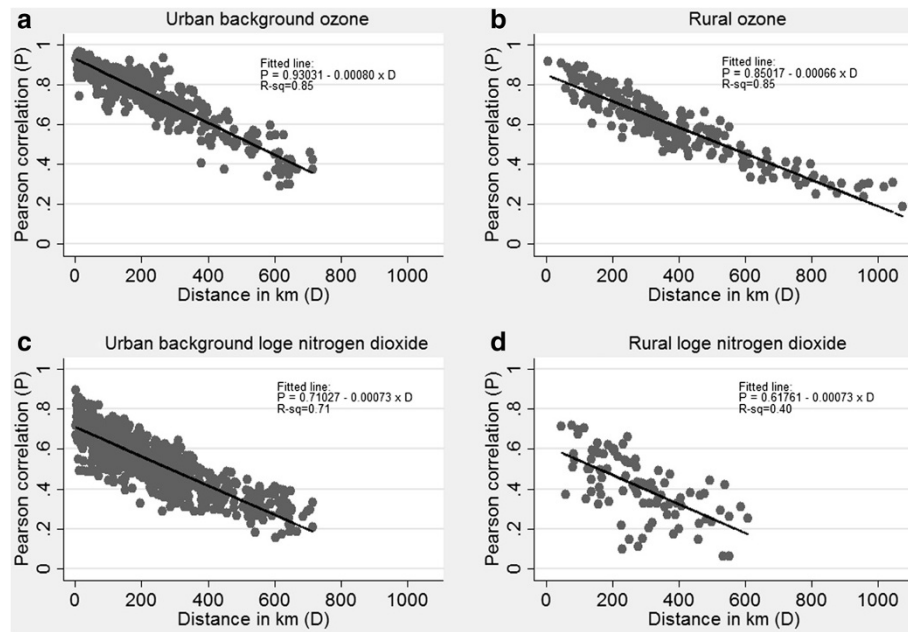 a
Urban background ozone
Pearson correlation (P)
1
.8
.6
.4
.2
0
Fitted line:
P = 0.93031 - 0.00080 x D
R-sq=0.85
0 200 400 600 800 1000
Distance in km (D)
b
Rural ozone
Pearson correlation (P)
1
.8
.6
.4
.2
0
Fitted line:
P = 0.85017 - 0.00066 x D
R-sq=0.85
0 200 400 600 800 1000
Distance in km (D)
c
Urban background loge nitrogen dioxide
Pearson correlation (P)
1
.8
.6
.4
.2
0
Fitted line:
P = 0.71027 - 0.00073 x D
R-sq=0.71
0 200 400 600 800 1000
Distance in km (D)
d
Rural loge nitrogen dioxide
Pearson correlation (P)
1
.8
.6
.4
.2
0
Fitted line:
P = 0.61761 - 0.00073 x D
R-sq=0.40
0 200 400 600 800 1000
Distance in km (D)